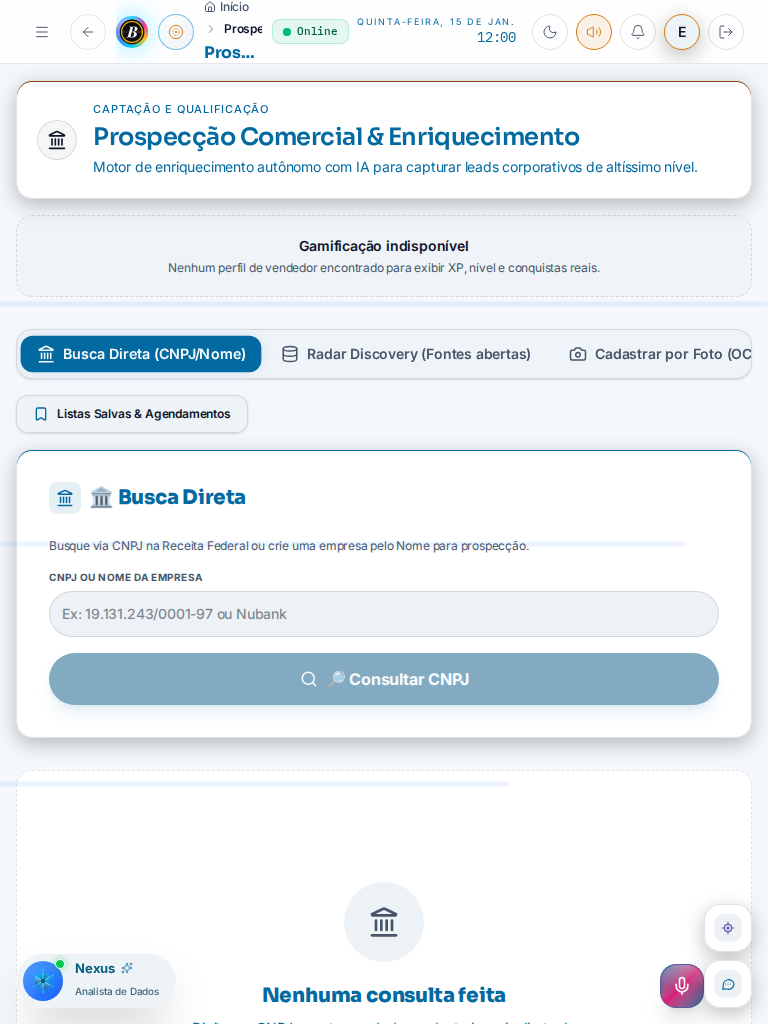 Início
Prospe
Pros...
Online
QUINTA-FEIRA, 15 DE JAN.
12:00
E
CAPTAÇÃO E QUALIFICAÇÃO
Prospecção Comercial & Enriquecimento
Motor de enriquecimento autônomo com IA para capturar leads corporativos de altíssimo nível.
Gamificação indisponível
Nenhum perfil de vendedor encontrado para exibir XP, nível e conquistas reais.
Busca Direta (CNPJ/Nome)
Radar Discovery (Fontes abertas)
Cadastrar por Foto (OC
Listas Salvas & Agendamentos
🏛️ Busca Direta
Busque via CNPJ na Receita Federal ou crie uma empresa pelo Nome para prospecção.
CNPJ OU NOME DA EMPRESA
Ex: 19.131.243/0001-97 ou Nubank
🔎 Consultar CNPJ
Nenhuma consulta feita
Nexus
Analista de Dados